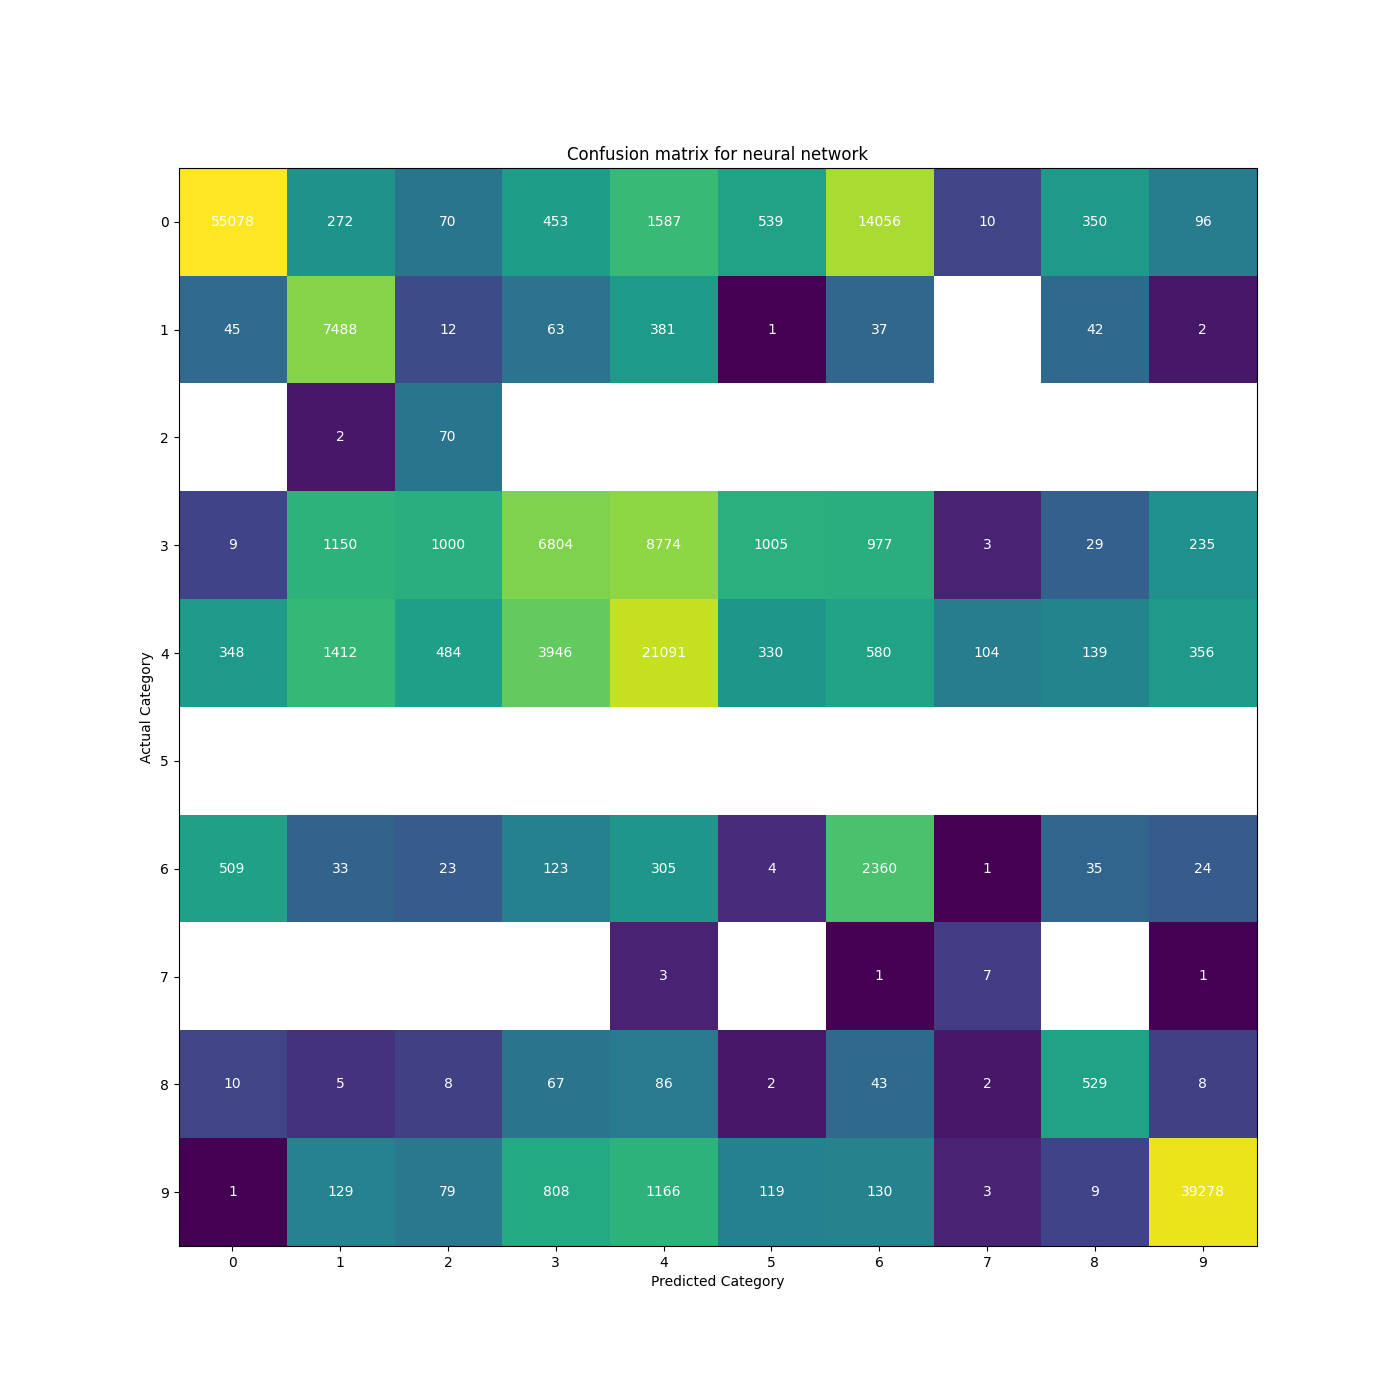 Confusion matrix for neural network
0 55078 272 70 453 1587 539 14056 10 350 96
1 45 7488 12 63 381 1 37 42 2
2 2 70
3 9 1150 1000 6804 8774 1005 977 3 29 235
4 348 1412 484 3946 21091 330 580 104 139 356
Actual Category
5
6 509 33 23 123 305 4 2360 1 35 24
7 3 1 7 1
8 10 5 8 67 86 2 43 2 529 8
9 1 129 79 808 1166 119 130 3 9 39278
0 1 2 3 4 5 6 7 8 9
Predicted Category